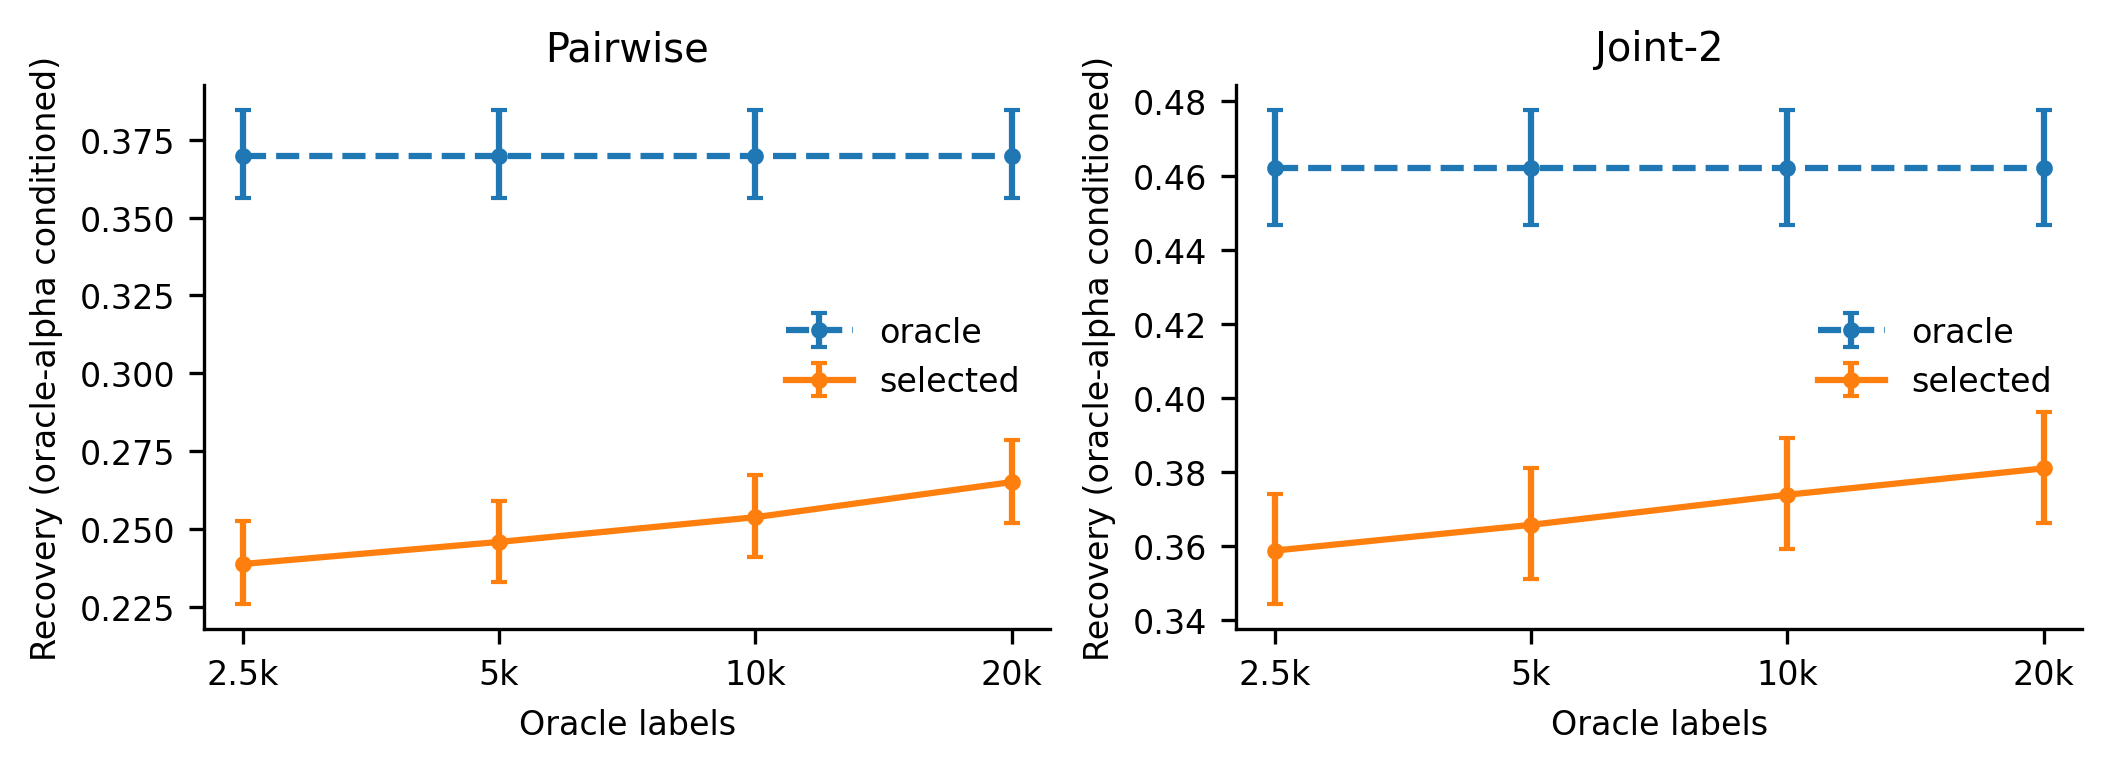 Pairwise
Recovery (oracle-alpha conditioned)
0.375
0.350
0.325
0.300
0.275
0.250
0.225
oracle
selected
2.5k 5k 10k 20k
Oracle labels
Joint-2
Recovery (oracle-alpha conditioned)
0.48
0.46
0.44
0.42
0.40
0.38
0.36
0.34
oracle
selected
2.5k 5k 10k 20k
Oracle labels